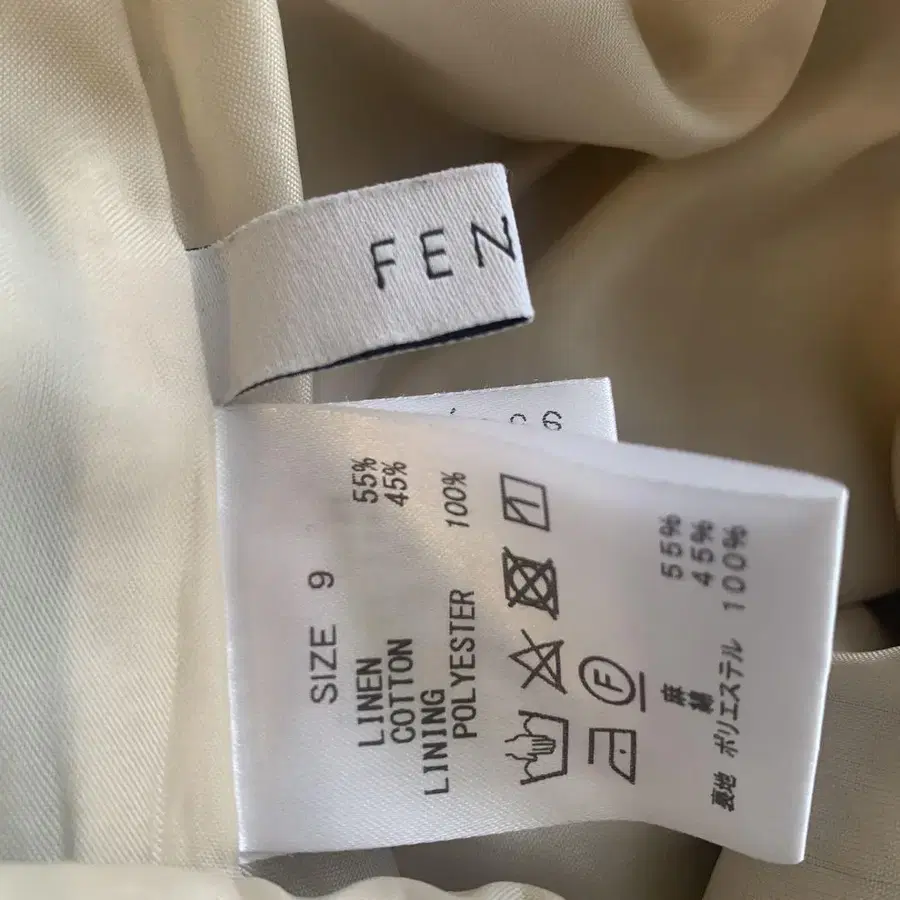 FEN
SIZE 9
LINEN 55%
COTTON 45%
LINING
POLYESTER 100%
F
麻 55%
綿 45%
裏地 ポリエステル 100%